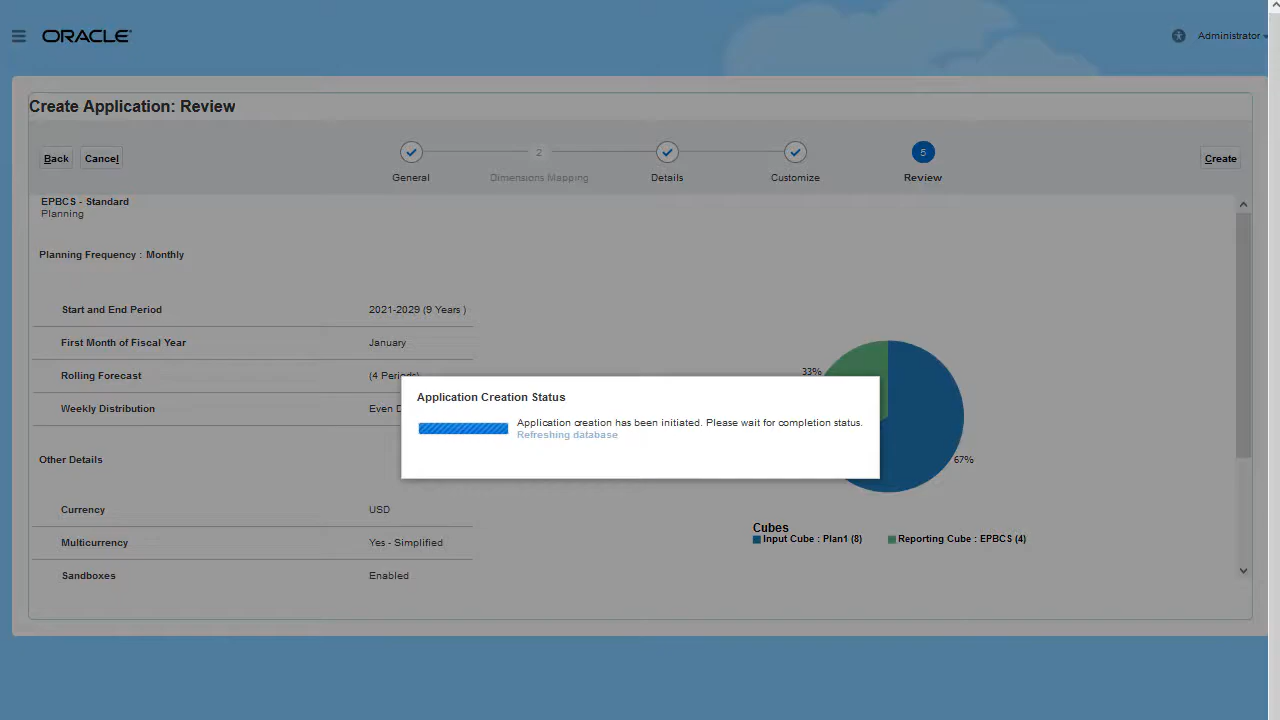 ORACLE
Administrator
Create Application: Review
Back
Cancel
2
5
Create
General
Dimensions Mapping
Details
Customize
Review
EPBCS - Standard
Planning
Planning Frequency : Monthly
Start and End Period 2021-2029 (9 Years )
First Month of Fiscal Year January
Rolling Forecast (4 Periods)
Weekly Distribution Even D
33%
67%
Application Creation Status
Application creation has been initiated. Please wait for completion status.
Refreshing database
Other Details
Currency USD
Multicurrency Yes - Simplified
Sandboxes Enabled
Cubes
Input Cube : Plan1 (8) Reporting Cube : EPBCS (4)